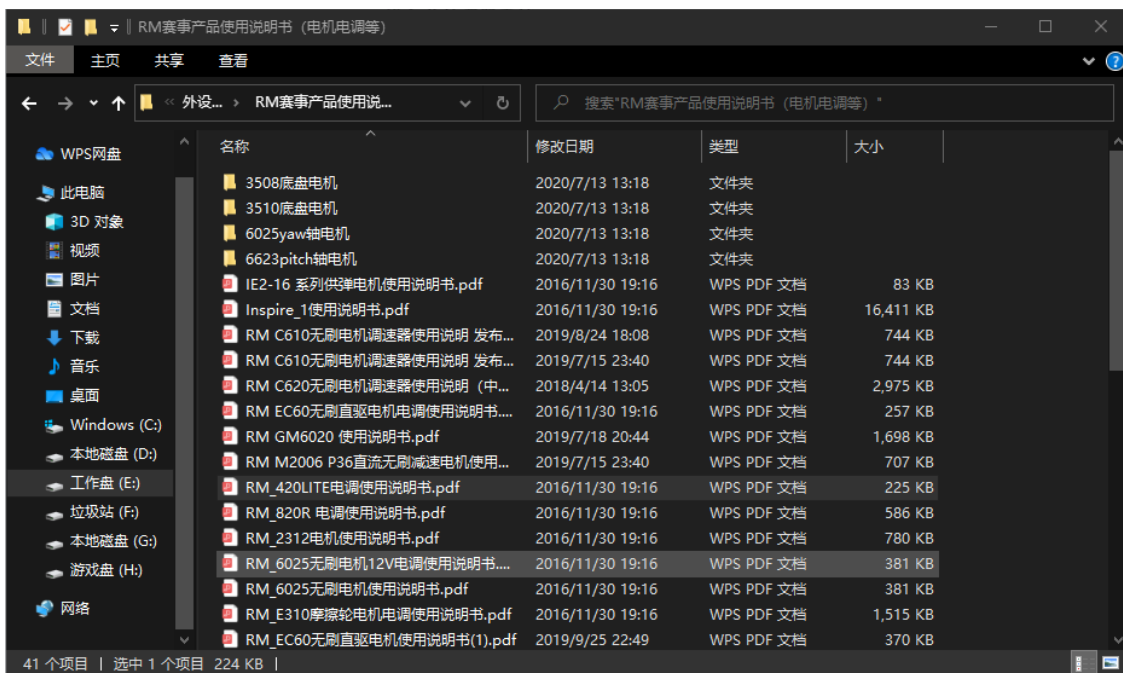 RM赛事产品使用说明书（电机电调等）
文件 主页 共享 查看
« 外设... › RM赛事产品使用说... 搜索"RM赛事产品使用说明书（电机电调等）"
名称 修改日期 类型 大小
WPS网盘
此电脑
3D 对象
视频
图片
文档
下载
音乐
桌面
Windows (C:)
本地磁盘 (D:)
工作盘 (E:)
垃圾站 (F:)
本地磁盘 (G:)
游戏盘 (H:)
网络
3508底盘电机 2020/7/13 13:18 文件夹
3510底盘电机 2020/7/13 13:18 文件夹
6025yaw轴电机 2020/7/13 13:18 文件夹
6623pitch轴电机 2020/7/13 13:18 文件夹
IE2-16 系列供弹电机使用说明书.pdf 2016/11/30 19:16 WPS PDF 文档 83 KB
Inspire_1使用说明书.pdf 2016/11/30 19:16 WPS PDF 文档 16,411 KB
RM C610无刷电机调速器使用说明 发布... 2019/8/24 18:08 WPS PDF 文档 744 KB
RM C610无刷电机调速器使用说明 发布... 2019/7/15 23:40 WPS PDF 文档 744 KB
RM C620无刷电机调速器使用说明（中... 2018/4/14 13:05 WPS PDF 文档 2,975 KB
RM EC60无刷直驱电机电调使用说明书.... 2016/11/30 19:16 WPS PDF 文档 257 KB
RM GM6020 使用说明书.pdf 2019/7/18 20:44 WPS PDF 文档 1,698 KB
RM M2006 P36直流无刷减速电机使用... 2019/7/15 23:40 WPS PDF 文档 707 KB
RM_420LITE电调使用说明书.pdf 2016/11/30 19:16 WPS PDF 文档 225 KB
RM_820R 电调使用说明书.pdf 2016/11/30 19:16 WPS PDF 文档 586 KB
RM_2312电机使用说明书.pdf 2016/11/30 19:16 WPS PDF 文档 780 KB
RM_6025无刷电机12V电调使用说明书.... 2016/11/30 19:16 WPS PDF 文档 381 KB
RM_6025无刷电机使用说明书.pdf 2016/11/30 19:16 WPS PDF 文档 381 KB
RM_E310摩擦轮电机电调使用说明书.pdf 2016/11/30 19:16 WPS PDF 文档 1,515 KB
RM_EC60无刷直驱电机使用说明书(1).pdf 2019/9/25 22:49 WPS PDF 文档 370 KB
41 个项目 | 选中 1 个项目 224 KB |